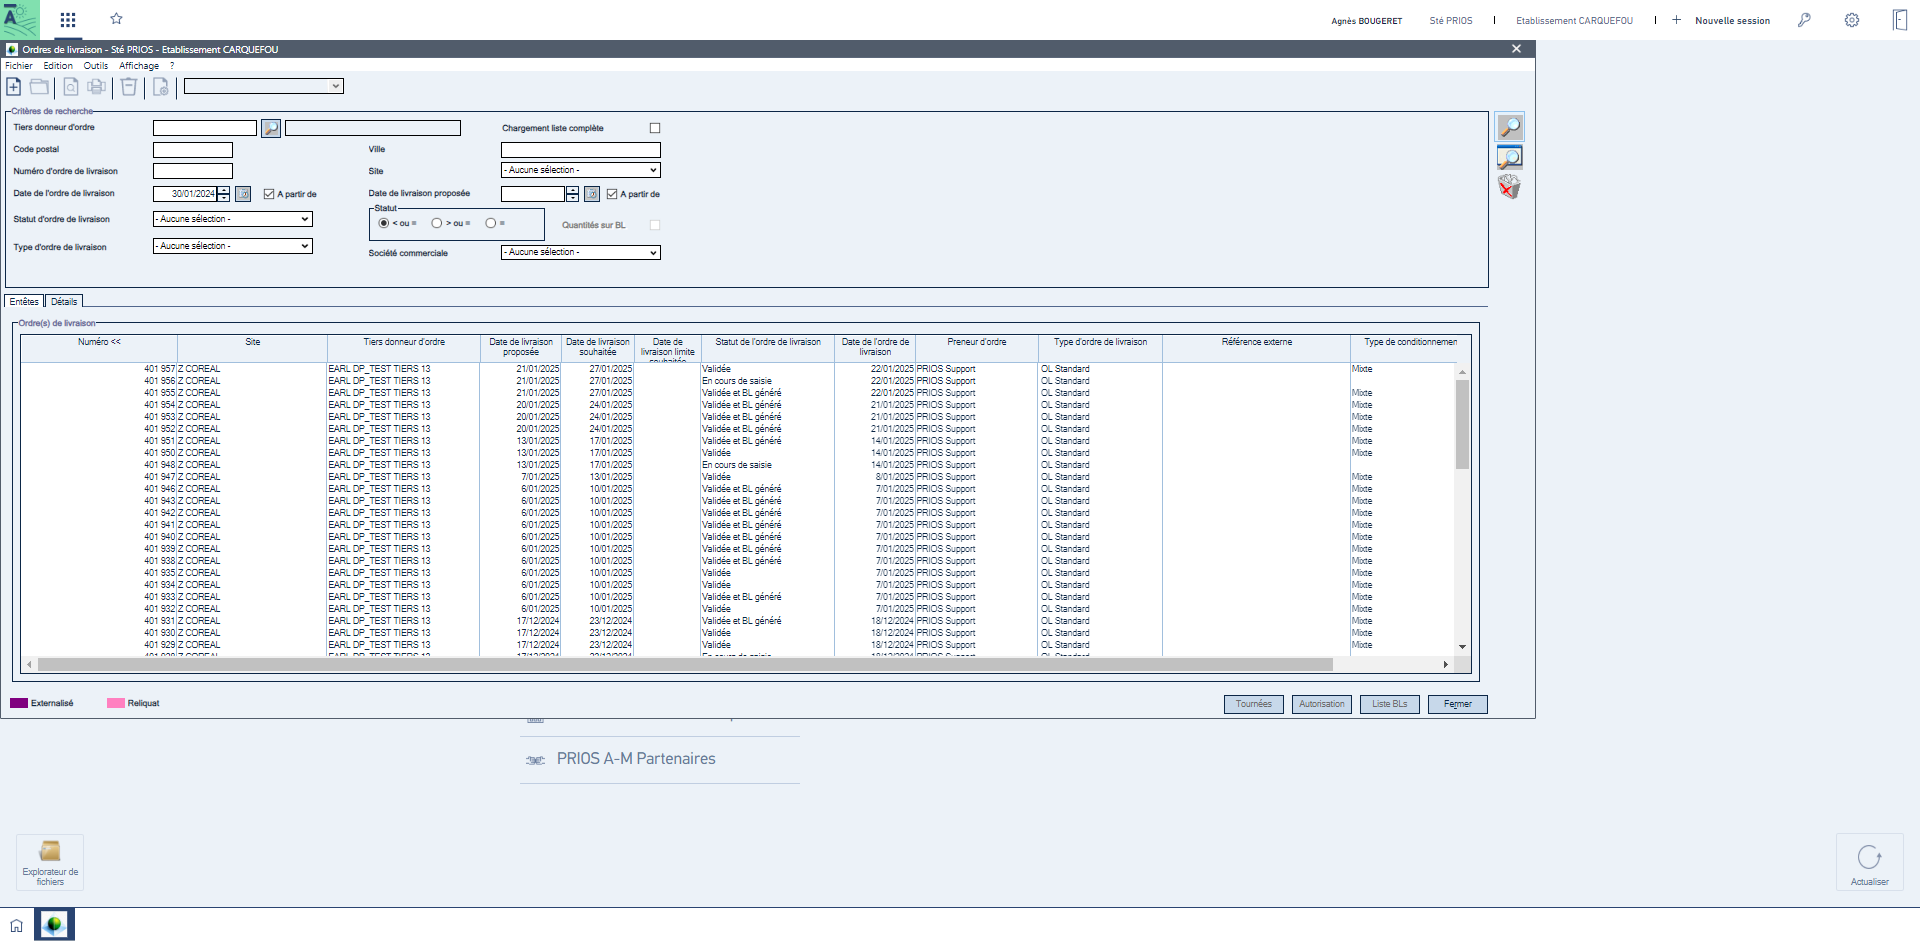 Agnès BOUGERET Sté PRIOS | Etablissement CARQUEFOU | + Nouvelle session
Ordres de livraison - Sté PRIOS - Etablissement CARQUEFOU
Fichier Edition Outils Affichage ?
Critères de recherche
Tiers donneur d'ordre Chargement liste complète
Code postal Ville
Numéro d'ordre de livraison Site - Aucune sélection -
Date de l'ordre de livraison 30/01/2024 A partir de Date de livraison proposée A partir de
Statut
Statut d'ordre de livraison - Aucune sélection - < ou = > ou = = Quantités sur BL
Type d'ordre de livraison - Aucune sélection - Société commerciale - Aucune sélection -
Entêtes Détails
Ordre(s) de livraison
Numéro << Site Tiers donneur d'ordre Date de livraison proposée Date de livraison souhaitée Date de livraison limite souhaitée Statut de l'ordre de livraison Date de l'ordre de livraison Preneur d'ordre Type d'ordre de livraison Référence externe Type de conditionnemen
401 957 Z COREAL EARL DP_TEST TIERS 13 21/01/2025 27/01/2025 Validée 22/01/2025 PRIOS Support OL Standard Mixte
401 956 Z COREAL EARL DP_TEST TIERS 13 21/01/2025 27/01/2025 En cours de saisie 22/01/2025 PRIOS Support OL Standard
401 955 Z COREAL EARL DP_TEST TIERS 13 21/01/2025 27/01/2025 Validée et BL généré 22/01/2025 PRIOS Support OL Standard Mixte
401 954 Z COREAL EARL DP_TEST TIERS 13 20/01/2025 24/01/2025 Validée et BL généré 21/01/2025 PRIOS Support OL Standard Mixte
401 953 Z COREAL EARL DP_TEST TIERS 13 20/01/2025 24/01/2025 Validée et BL généré 21/01/2025 PRIOS Support OL Standard Mixte
401 952 Z COREAL EARL DP_TEST TIERS 13 20/01/2025 24/01/2025 Validée et BL généré 21/01/2025 PRIOS Support OL Standard Mixte
401 951 Z COREAL EARL DP_TEST TIERS 13 13/01/2025 17/01/2025 Validée et BL généré 14/01/2025 PRIOS Support OL Standard Mixte
401 950 Z COREAL EARL DP_TEST TIERS 13 13/01/2025 17/01/2025 Validée 14/01/2025 PRIOS Support OL Standard Mixte
401 948 Z COREAL EARL DP_TEST TIERS 13 13/01/2025 17/01/2025 En cours de saisie 14/01/2025 PRIOS Support OL Standard
401 947 Z COREAL EARL DP_TEST TIERS 13 7/01/2025 13/01/2025 Validée 8/01/2025 PRIOS Support OL Standard Mixte
401 946 Z COREAL EARL DP_TEST TIERS 13 6/01/2025 10/01/2025 Validée et BL généré 7/01/2025 PRIOS Support OL Standard Mixte
401 943 Z COREAL EARL DP_TEST TIERS 13 6/01/2025 10/01/2025 Validée et BL généré 7/01/2025 PRIOS Support OL Standard Mixte
401 942 Z COREAL EARL DP_TEST TIERS 13 6/01/2025 10/01/2025 Validée et BL généré 7/01/2025 PRIOS Support OL Standard Mixte
401 941 Z COREAL EARL DP_TEST TIERS 13 6/01/2025 10/01/2025 Validée et BL généré 7/01/2025 PRIOS Support OL Standard Mixte
401 940 Z COREAL EARL DP_TEST TIERS 13 6/01/2025 10/01/2025 Validée et BL généré 7/01/2025 PRIOS Support OL Standard Mixte
401 939 Z COREAL EARL DP_TEST TIERS 13 6/01/2025 10/01/2025 Validée et BL généré 7/01/2025 PRIOS Support OL Standard Mixte
401 938 Z COREAL EARL DP_TEST TIERS 13 6/01/2025 10/01/2025 Validée et BL généré 7/01/2025 PRIOS Support OL Standard Mixte
401 935 Z COREAL EARL DP_TEST TIERS 13 6/01/2025 10/01/2025 Validée 7/01/2025 PRIOS Support OL Standard Mixte
401 934 Z COREAL EARL DP_TEST TIERS 13 6/01/2025 10/01/2025 Validée 7/01/2025 PRIOS Support OL Standard Mixte
401 933 Z COREAL EARL DP_TEST TIERS 13 6/01/2025 10/01/2025 Validée et BL généré 7/01/2025 PRIOS Support OL Standard Mixte
401 932 Z COREAL EARL DP_TEST TIERS 13 6/01/2025 10/01/2025 Validée 7/01/2025 PRIOS Support OL Standard Mixte
401 931 Z COREAL EARL DP_TEST TIERS 13 17/12/2024 23/12/2024 Validée et BL généré 18/12/2024 PRIOS Support OL Standard Mixte
401 930 Z COREAL EARL DP_TEST TIERS 13 17/12/2024 23/12/2024 Validée 18/12/2024 PRIOS Support OL Standard Mixte
401 929 Z COREAL EARL DP_TEST TIERS 13 17/12/2024 23/12/2024 Validée 18/12/2024 PRIOS Support OL Standard Mixte
Externalisé Reliquat Tournées Autorisation Liste BLs Fermer
PRIOS A-M Partenaires
Explorateur de
fichiers
Actualiser